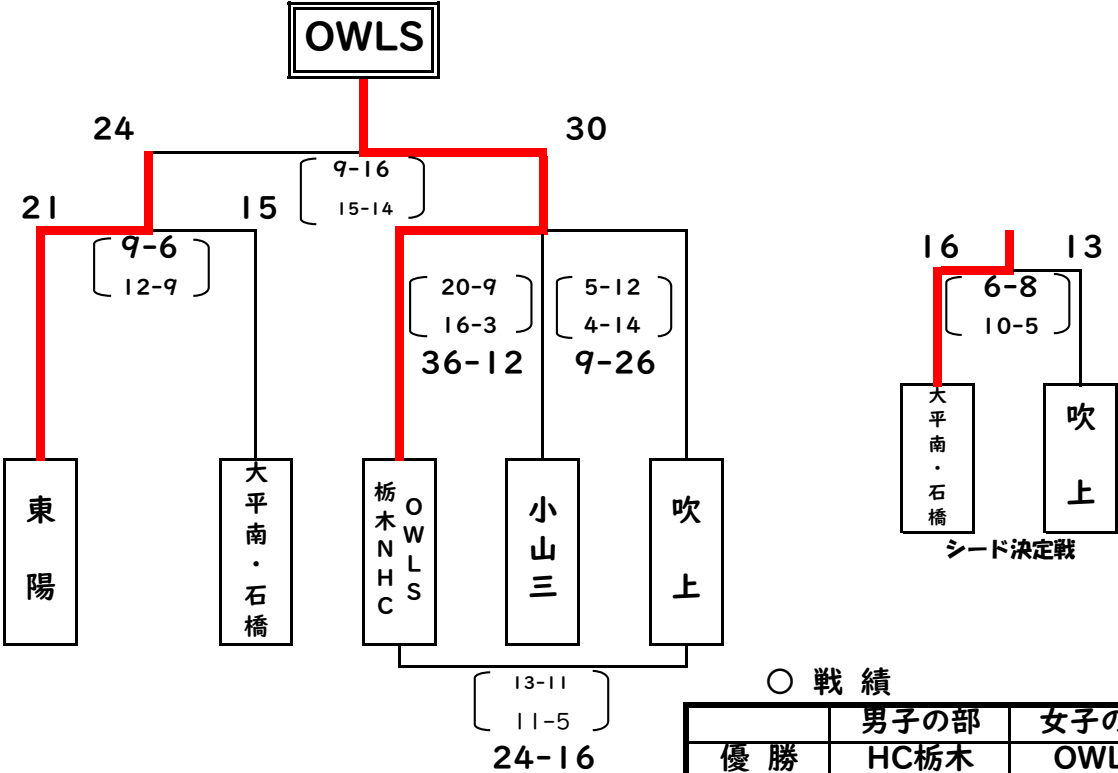 OWLS
24
30
9-16
15-14
21
15
9-6
12-9
20-9
16-3
36-12
5-12
4-14
9-26
16
13
6-8
10-5
東陽
大平南・石橋
栃木NHC
OWLS
小山三
吹上
大平南・石橋
吹上
シード決定戦
13-11
11-5
24-16
○ 戦 績
男子の部 女子の
優 勝 HC栃木 OWL